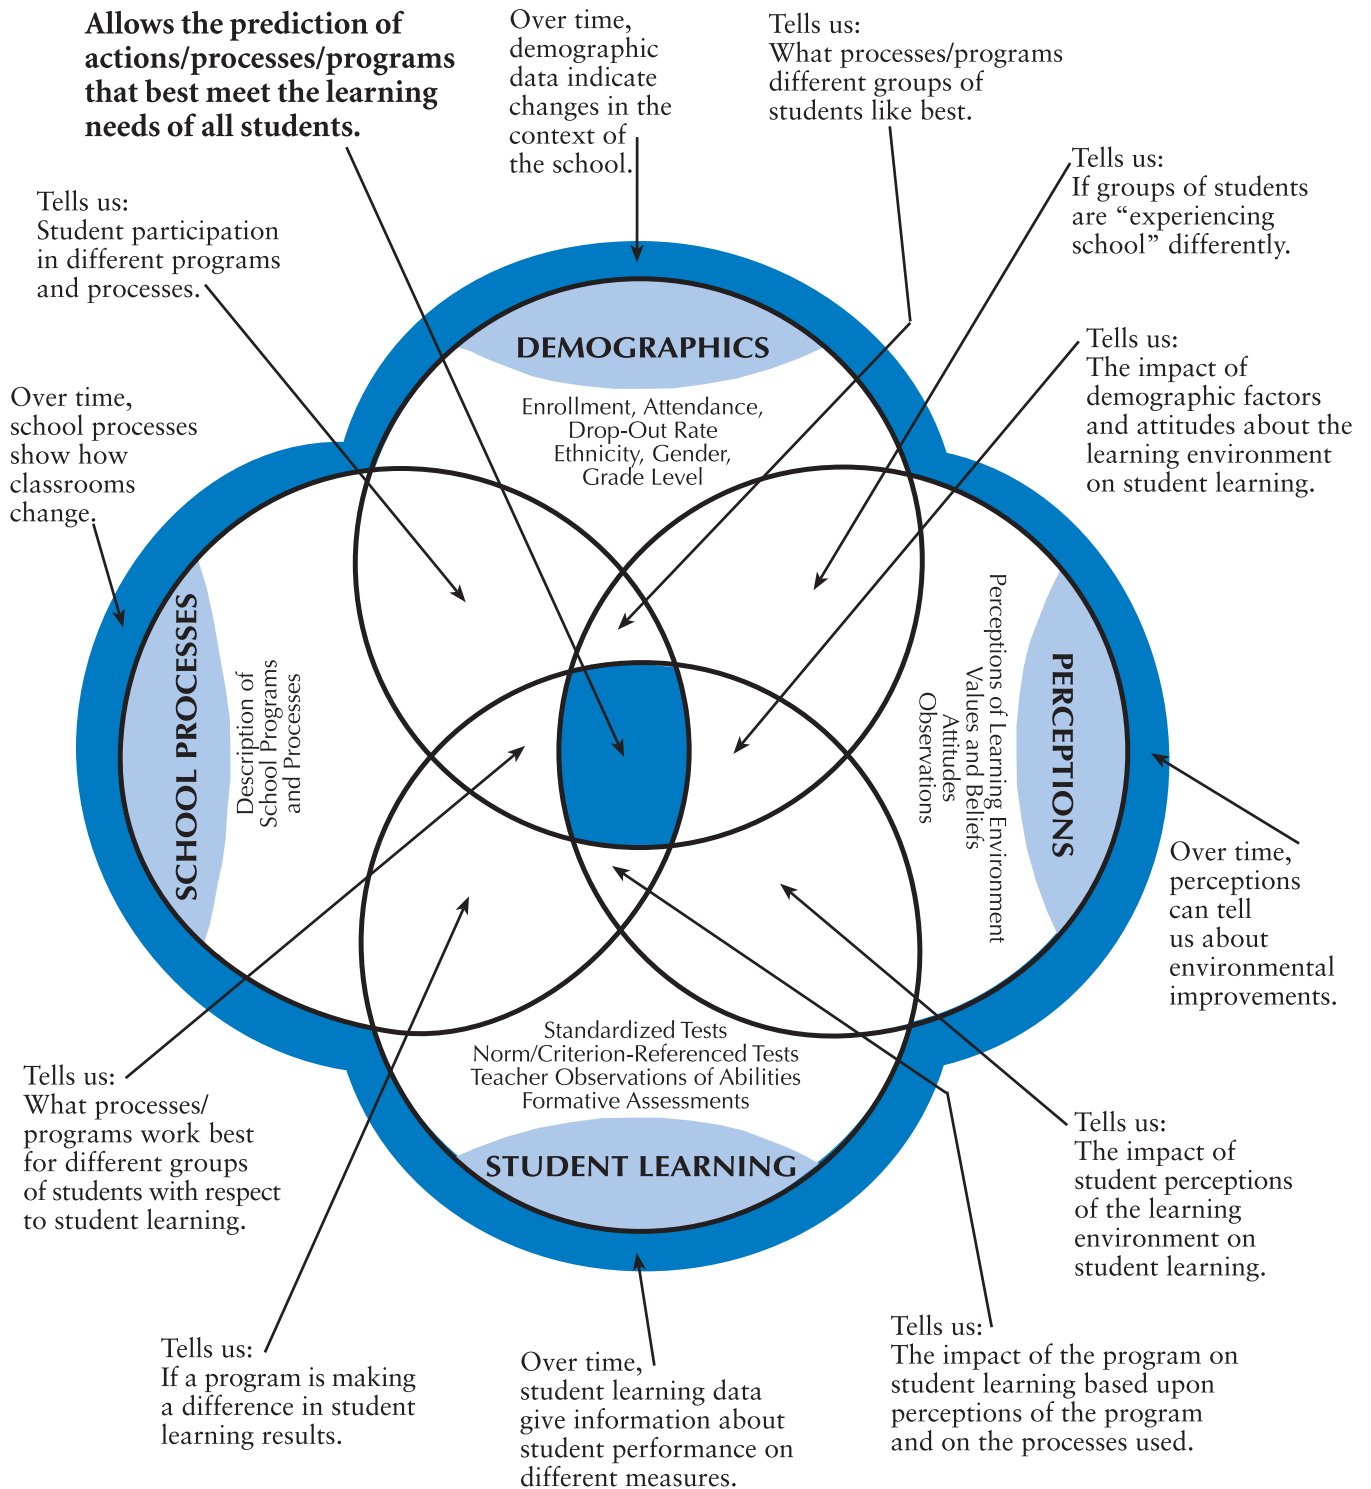 Allows the prediction of
actions/processes/programs
that best meet the learning
needs of all students.
Over time,
demographic
data indicate
changes in the
context of
the school.
Tells us:
What processes/programs
different groups of
students like best.
Tells us:
If groups of students
are “experiencing
school” differently.
Tells us:
Student participation
in different programs
and processes.
Tells us:
The impact of
demographic factors
and attitudes about the
learning environment
on student learning.
Over time,
school processes
show how
classrooms
change.
DEMOGRAPHICS
Enrollment, Attendance,
Drop-Out Rate
Ethnicity, Gender,
Grade Level
SCHOOL PROCESSES
Description of
School Programs
and Processes
PERCEPTIONS
Perceptions of Learning Environment
Values and Beliefs
Attitudes
Observations
Standardized Tests
Norm/Criterion-Referenced Tests
Teacher Observations of Abilities
Formative Assessments
STUDENT LEARNING
Over time,
perceptions
can tell
us about
environmental
improvements.
Tells us:
What processes/
programs work best
for different groups
of students with respect
to student learning.
Tells us:
The impact of
student perceptions
of the learning
environment on
student learning.
Tells us:
If a program is making
a difference in student
learning results.
Over time,
student learning data
give information about
student performance on
different measures.
Tells us:
The impact of the program on
student learning based upon
perceptions of the program
and on the processes used.